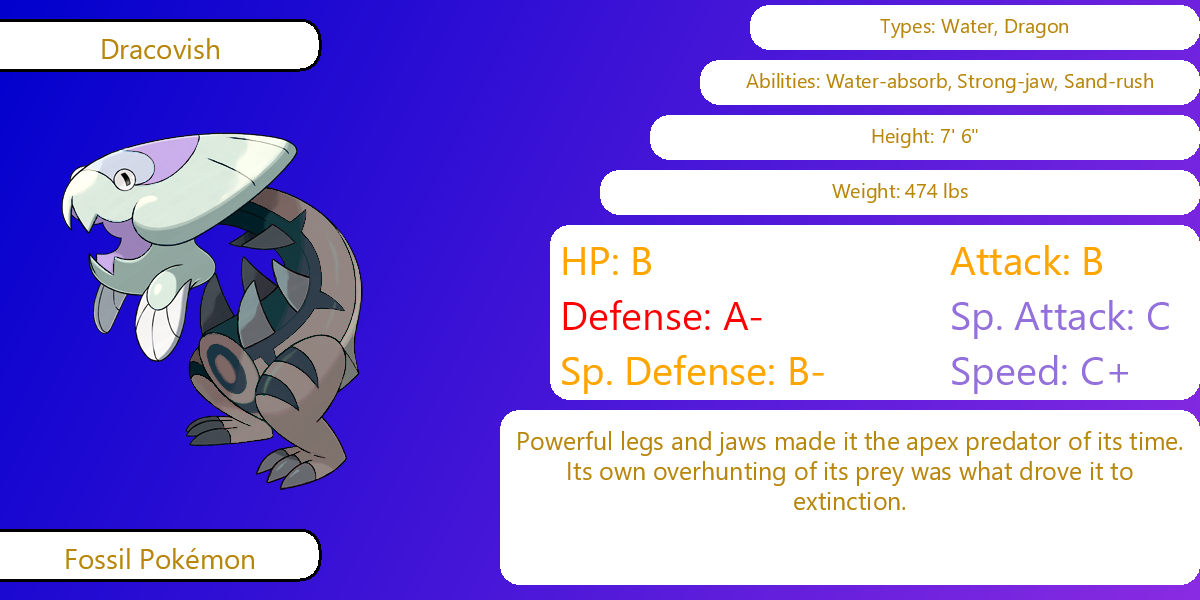 Dracovish
Types: Water, Dragon
Abilities: Water-absorb, Strong-jaw, Sand-rush
Height: 7' 6"
Weight: 474 lbs
HP: B
Attack: B
Defense: A-
Sp. Attack: C
Sp. Defense: B-
Speed: C+
Powerful legs and jaws made it the apex predator of its time.
Its own overhunting of its prey was what drove it to
extinction.
Fossil Pokémon